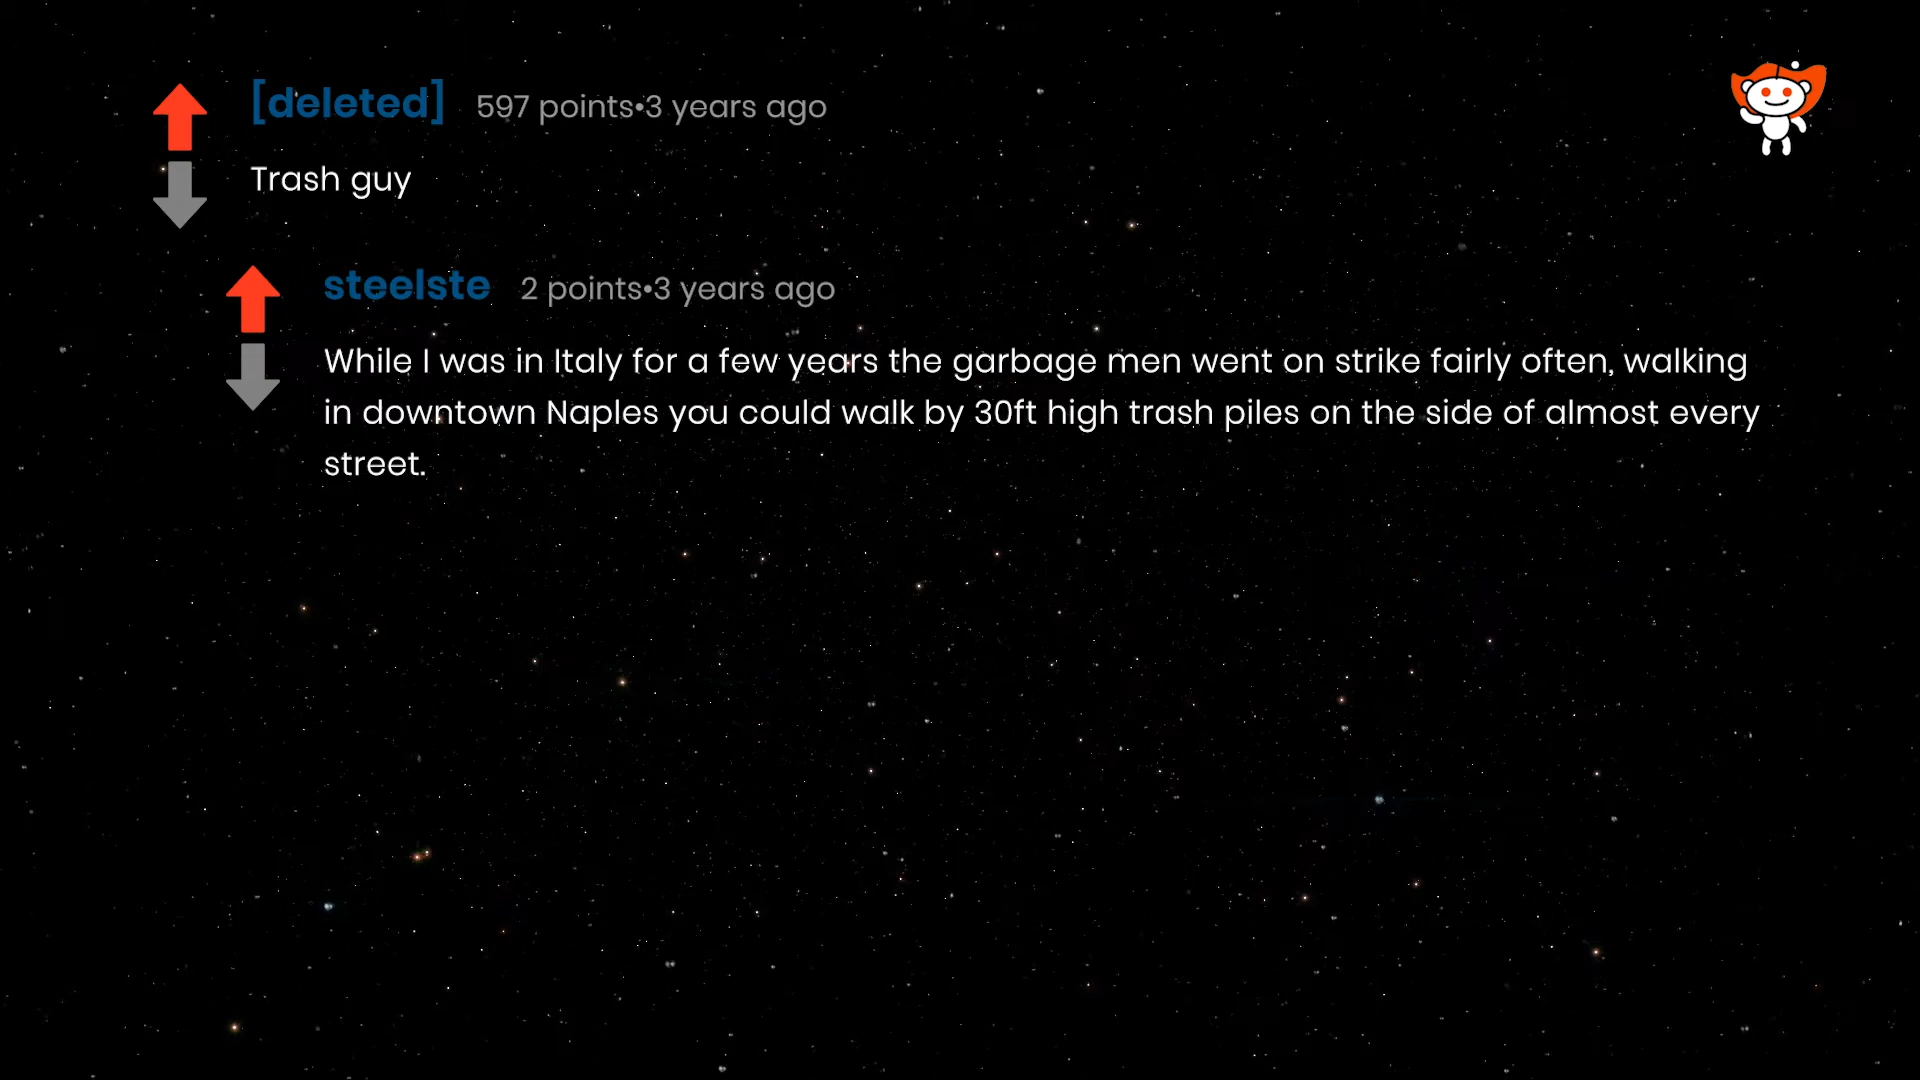 [deleted] 597 points•3 years ago
Trash guy
steelste 2 points•3 years ago
While I was in Italy for a few years the garbage men went on strike fairly often, walking
in downtown Naples you could walk by 30ft high trash piles on the side of almost every
street.